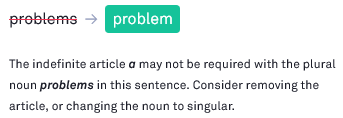 problems → problem
The indefinite article a may not be required with the plural
noun problems in this sentence. Consider removing the
article, or changing the noun to singular.